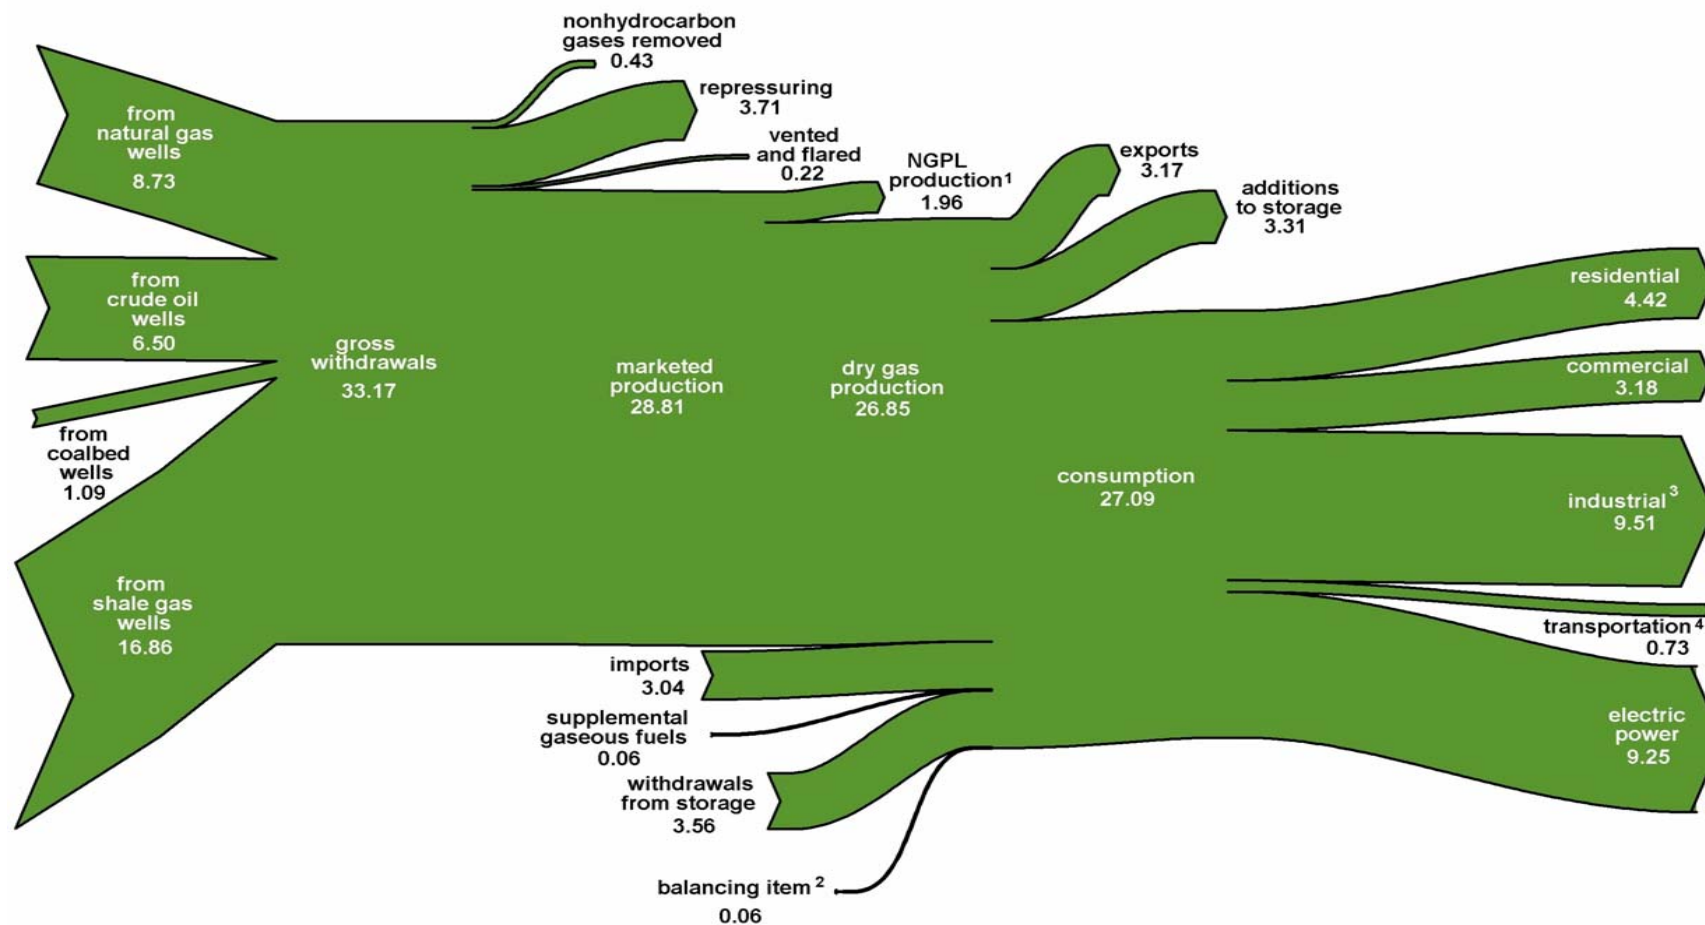 nonhydrocarbon
gases removed
0.43
repressuring
3.71
vented
and flared
0.22
NGPL
production¹
1.96
exports
3.17
additions
to storage
3.31
from
natural gas
wells
8.73
from
crude oil
wells
6.50
from
coalbed
wells
1.09
from
shale gas
wells
16.86
gross
withdrawals
33.17
marketed
production
28.81
dry gas
production
26.85
consumption
27.09
residential
4.42
commercial
3.18
industrial³
9.51
transportation⁴
0.73
electric
power
9.25
imports
3.04
supplemental
gaseous fuels
0.06
withdrawals
from storage
3.56
balancing item²
0.06